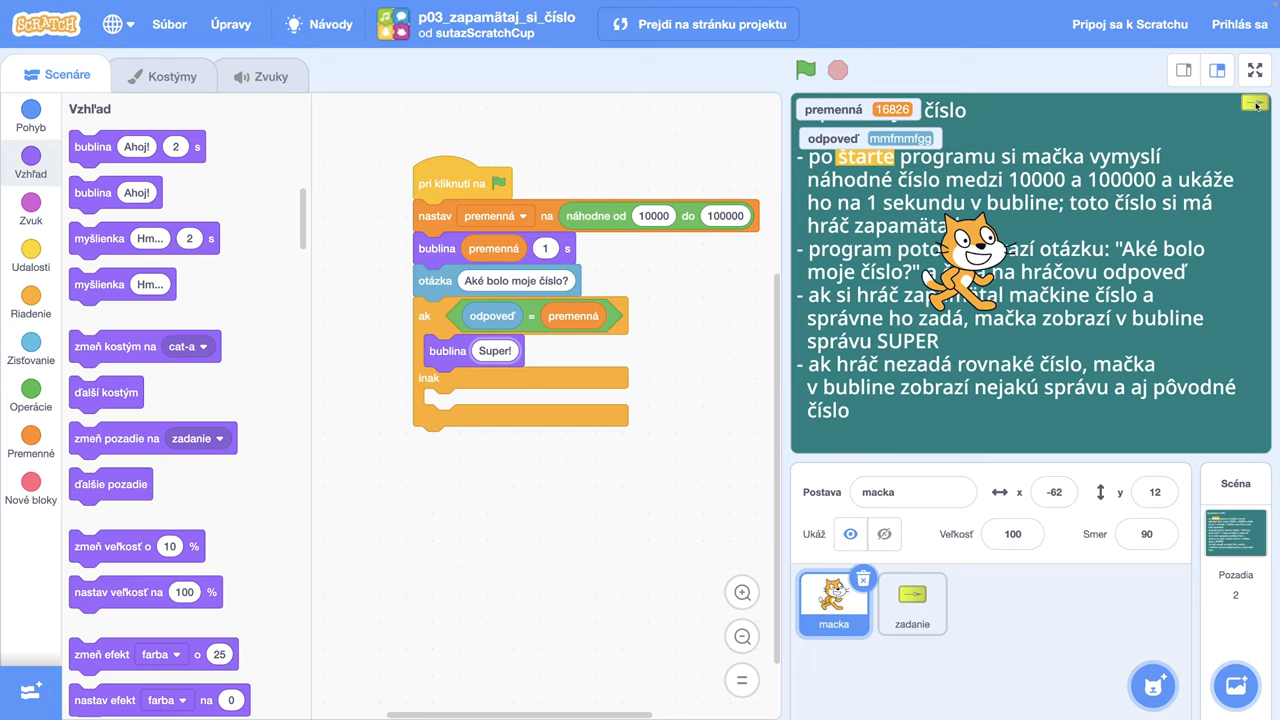 SCRATCH
Súbor
Úpravy
Návody
p03_zapamätaj_si_číslo
od sutazScratchCup
Prejdi na stránku projektu
Pripoj sa k Scratchu
Prihlás sa
Scenáre
Kostýmy
Zvuky
Pohyb
Vzhľad
Zvuk
Udalosti
Riadenie
Zisťovanie
Operácie
Premenné
Nové bloky
Vzhľad
bublina Ahoj! 2 s
bublina Ahoj!
myšlienka Hm... 2 s
myšlienka Hm...
zmeň kostým na cat-a
ďalší kostým
zmeň pozadie na zadanie
ďalšie pozadie
zmeň veľkosť o 10 %
nastav veľkosť na 100 %
zmeň efekt farba o 25
nastav efekt farba na 0
pri kliknutí na
nastav premenná na náhodne od 10000 do 100000
bublina premenná 1 s
otázka Aké bolo moje číslo?
ak odpoveď = premenná
bublina Super!
inak
premenná 16826 číslo
odpoveď mmfmmfgg
- po štarte programu si mačka vymyslí
náhodné číslo medzi 10000 a 100000 a ukáže
ho na 1 sekundu v bubline; toto číslo si má
hráč zapamäta
- program poto zí otázku: "Aké bolo
moje číslo?" na hráčovu odpoveď
- ak si hráč zapamätal mačkine číslo a
správne ho zadá, mačka zobrazí v bubline
správu SUPER
- ak hráč nezadá rovnaké číslo, mačka
v bubline zobrazí nejakú správu a aj pôvodné
číslo
Postava macka x -62 y 12
Ukáž Veľkosť 100 Smer 90
macka
zadanie
Scéna
Pozadia
2